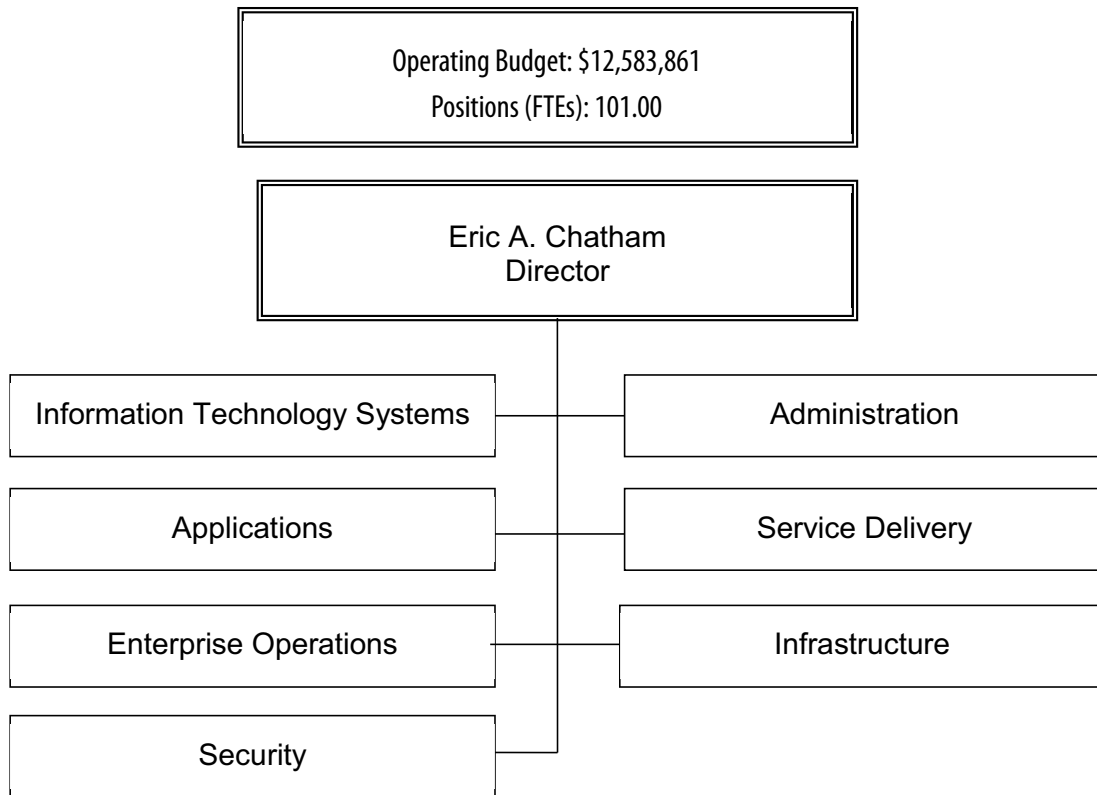 Operating Budget: $12,583,861
Positions (FTEs): 101.00
Eric A. Chatham
Director
Information Technology Systems
Administration
Applications
Service Delivery
Enterprise Operations
Infrastructure
Security